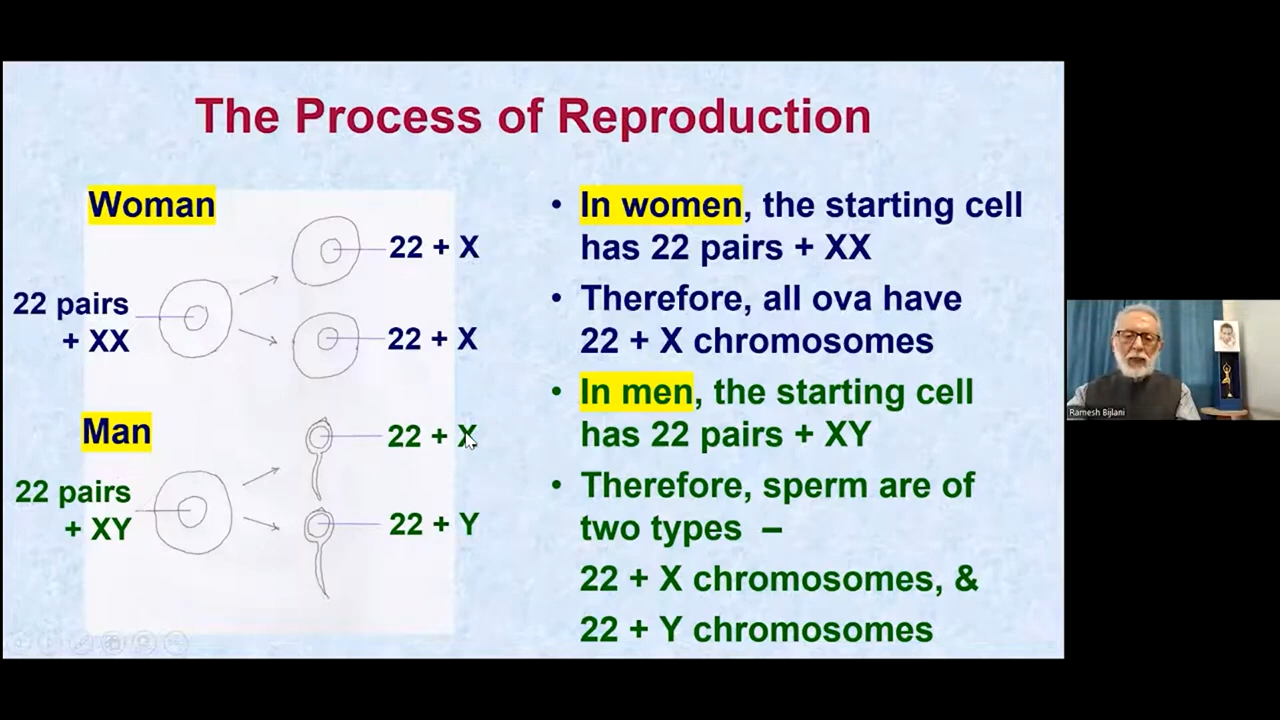 The Process of Reproduction
Woman
22 + X
22 pairs
+ XX
22 + X
Man
22 + X
22 pairs
+ XY
22 + Y
• In women, the starting cell
has 22 pairs + XX
• Therefore, all ova have
22 + X chromosomes
• In men, the starting cell
has 22 pairs + XY
• Therefore, sperm are of
two types –
22 + X chromosomes, &
22 + Y chromosomes
Ramesh Bijlani